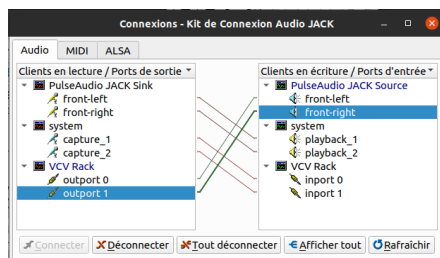 Connexions - Kit de Connexion Audio JACK
Audio MIDI ALSA
Clients en lecture / Ports de sortie
PulseAudio JACK Sink
front-left
front-right
system
capture_1
capture_2
VCV Rack
outport 0
outport 1
Clients en écriture / Ports d'entrée
PulseAudio JACK Source
front-left
front-right
system
playback_1
playback_2
VCV Rack
inport 0
inport 1
Connecter Déconnecter Tout déconnecter Afficher tout Rafraîchir